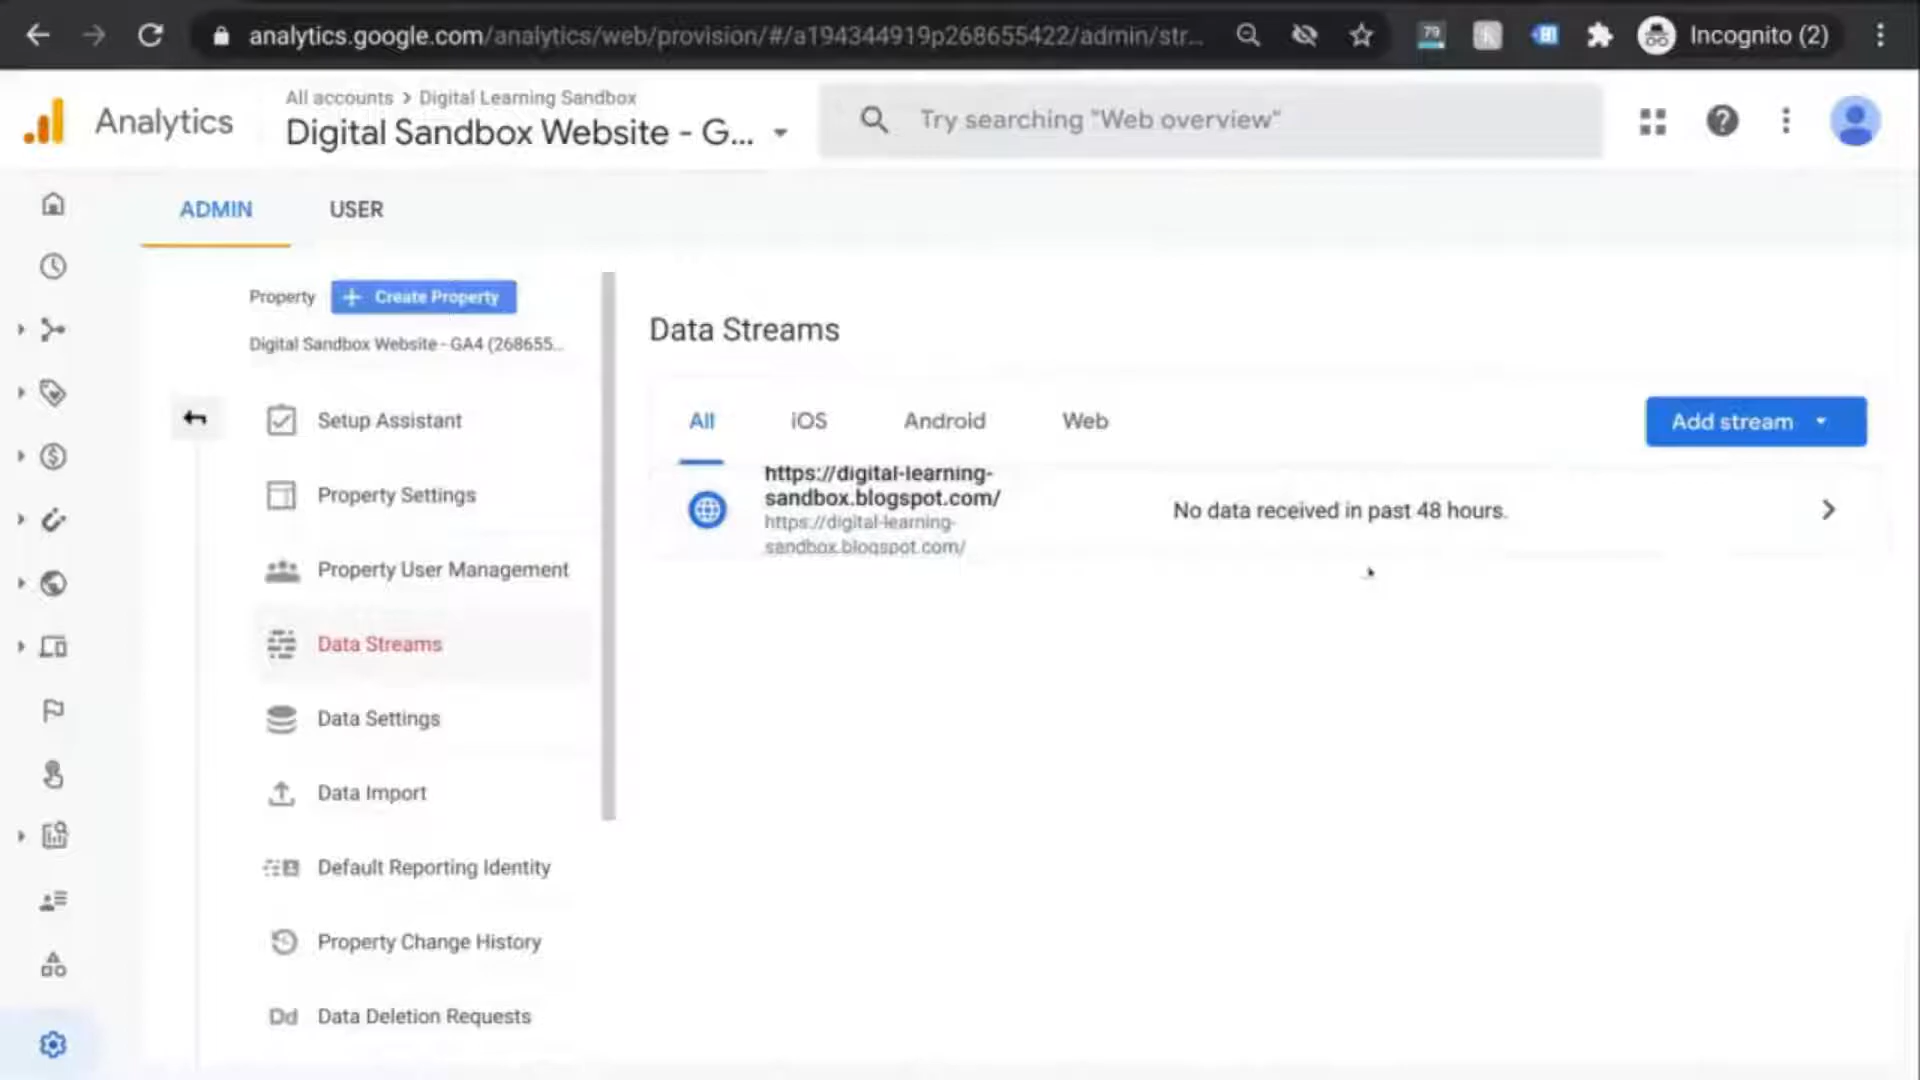 analytics.google.com/analytics/web/provision/#/a194344919p268655422/admin/str...
79
Incognito (2)
Analytics
All accounts > Digital Learning Sandbox
Digital Sandbox Website - G...
Try searching "Web overview"
ADMIN
USER
Property
+ Create Property
Digital Sandbox Website - GA4 (268655...
Setup Assistant
Property Settings
Property User Management
Data Streams
Data Settings
Data Import
Default Reporting Identity
Property Change History
Dd Data Deletion Requests
Data Streams
All
iOS
Android
Web
Add stream
https://digital-learning-
sandbox.blogspot.com/
https://digital-learning-
sandbox.blogspot.com/
No data received in past 48 hours.